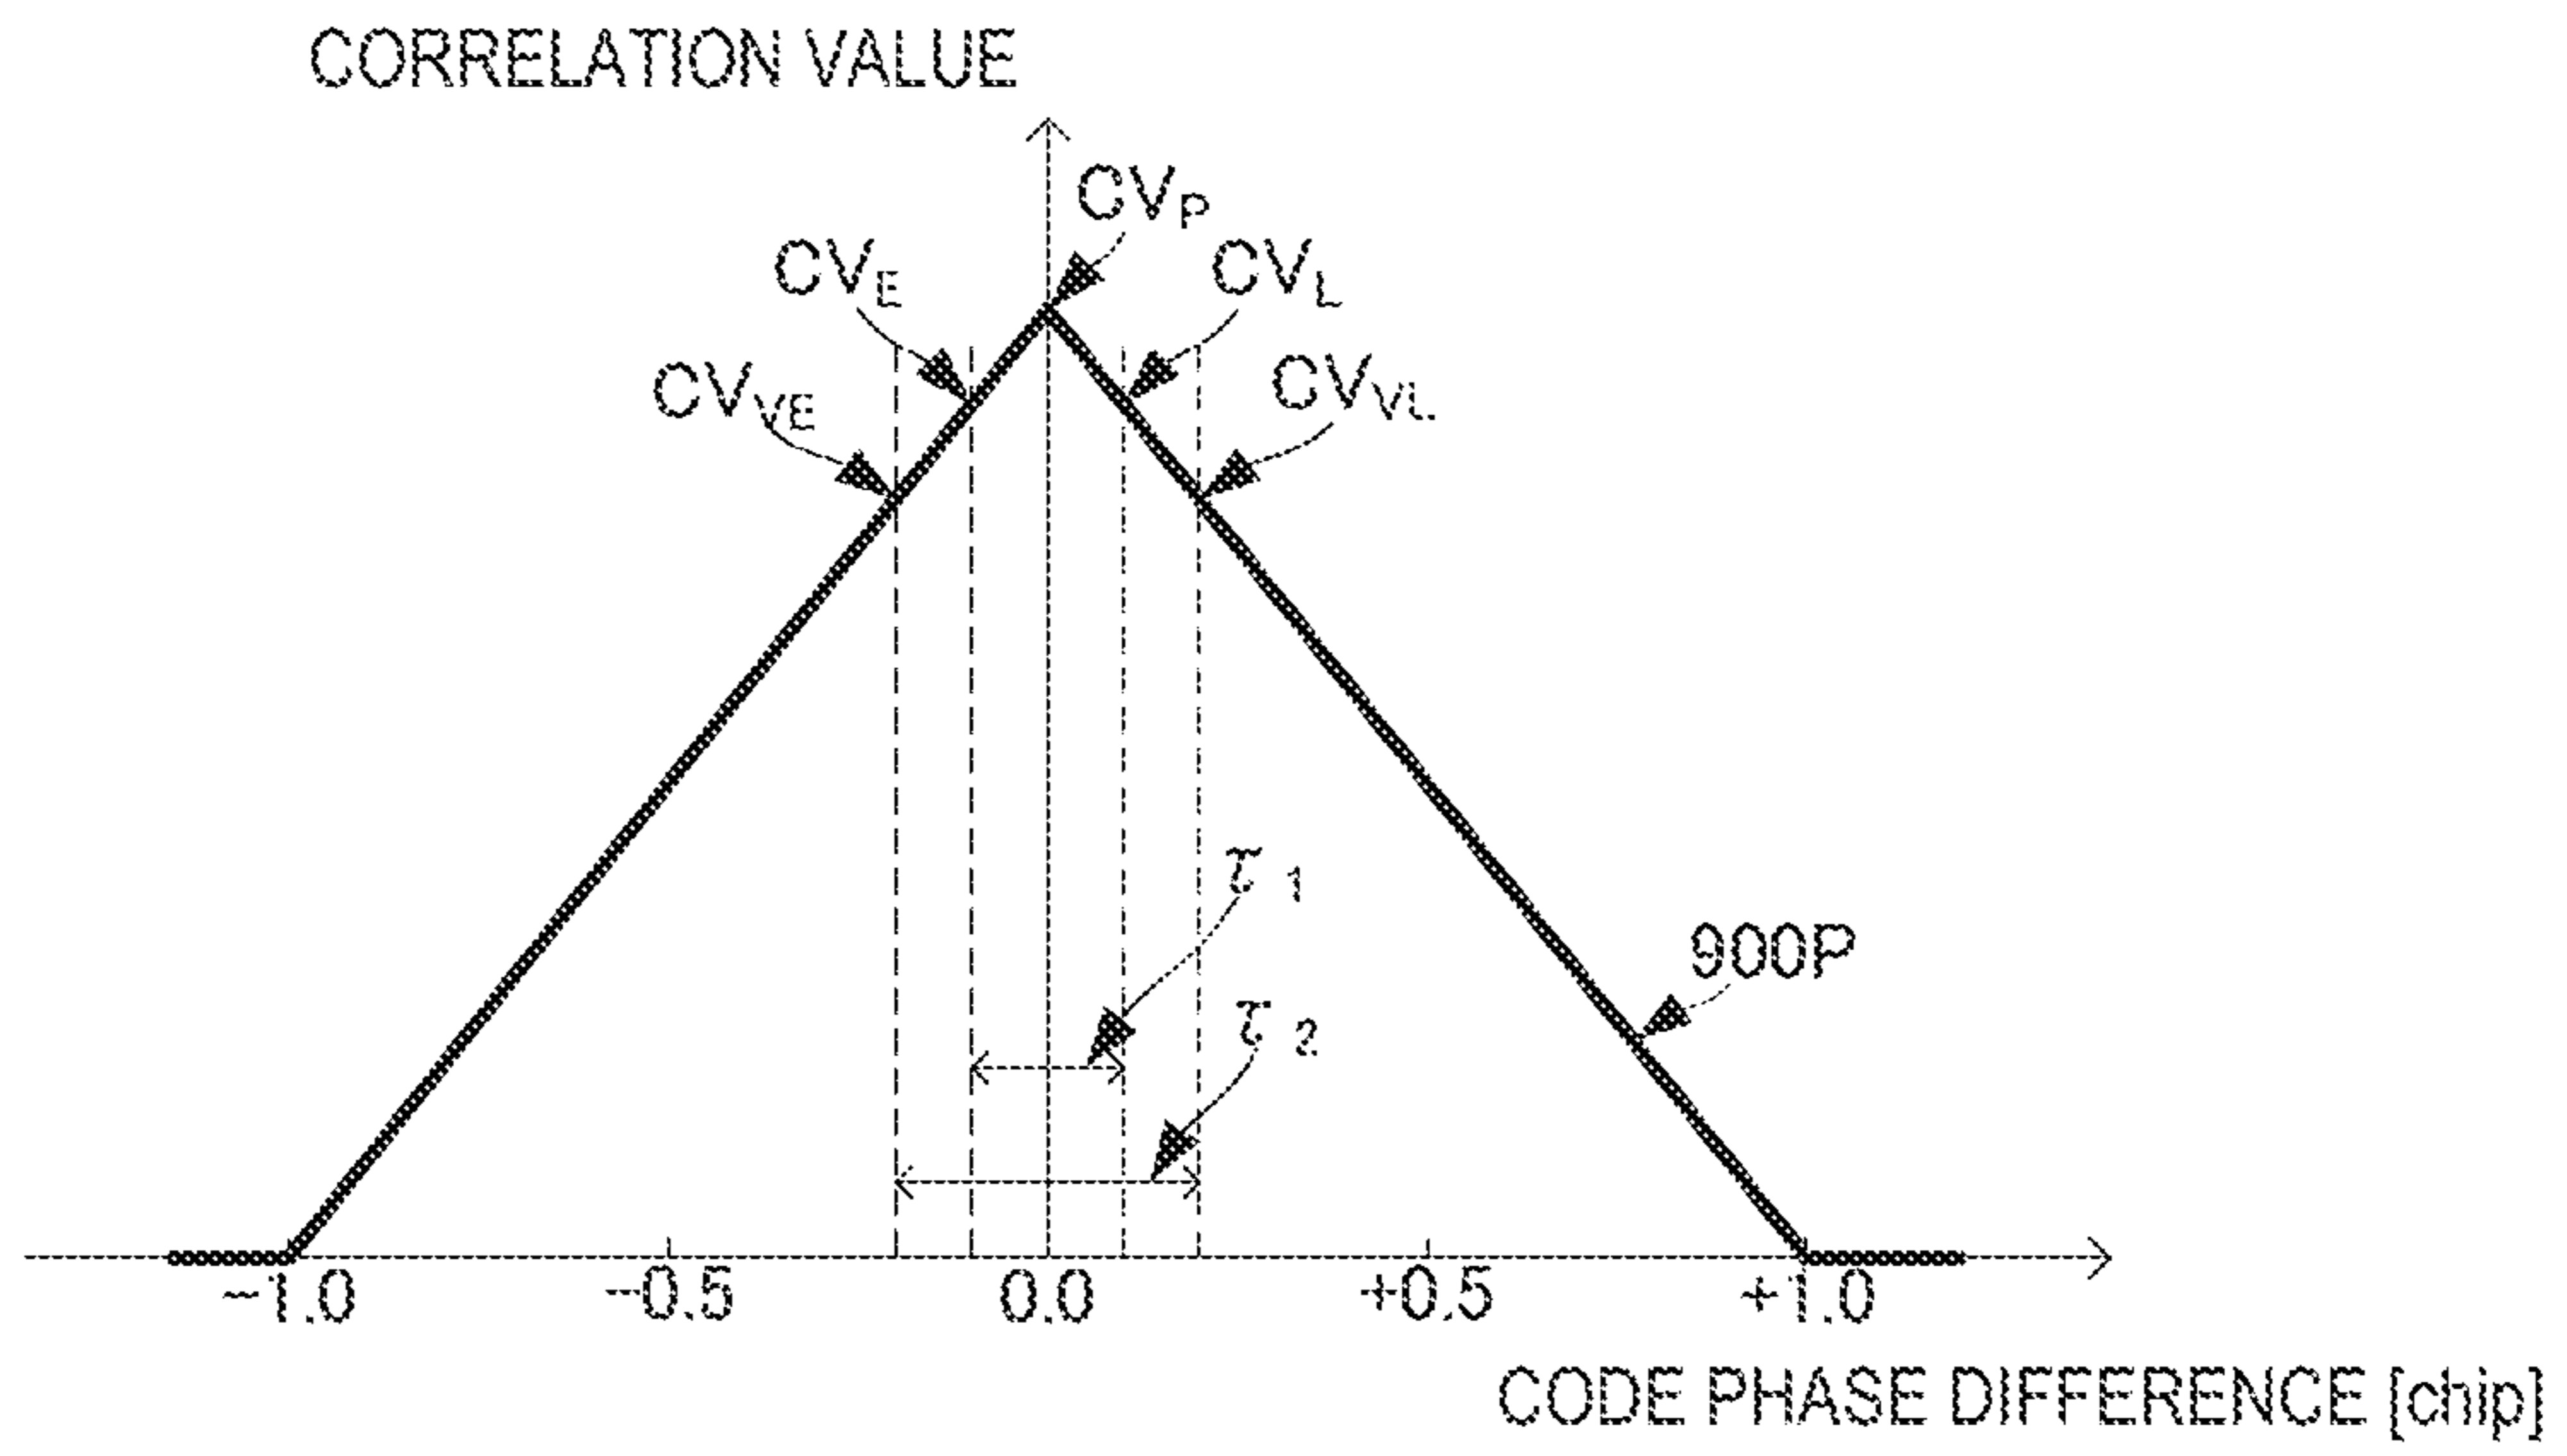 CORRELATION VALUE
CVP
CVE
CVL
CVVE
CVVL
τ 1
900P
τ 2
−1.0
−0.5
0.0
+0.5
+1.0
CODE PHASE DIFFERENCE [chip]